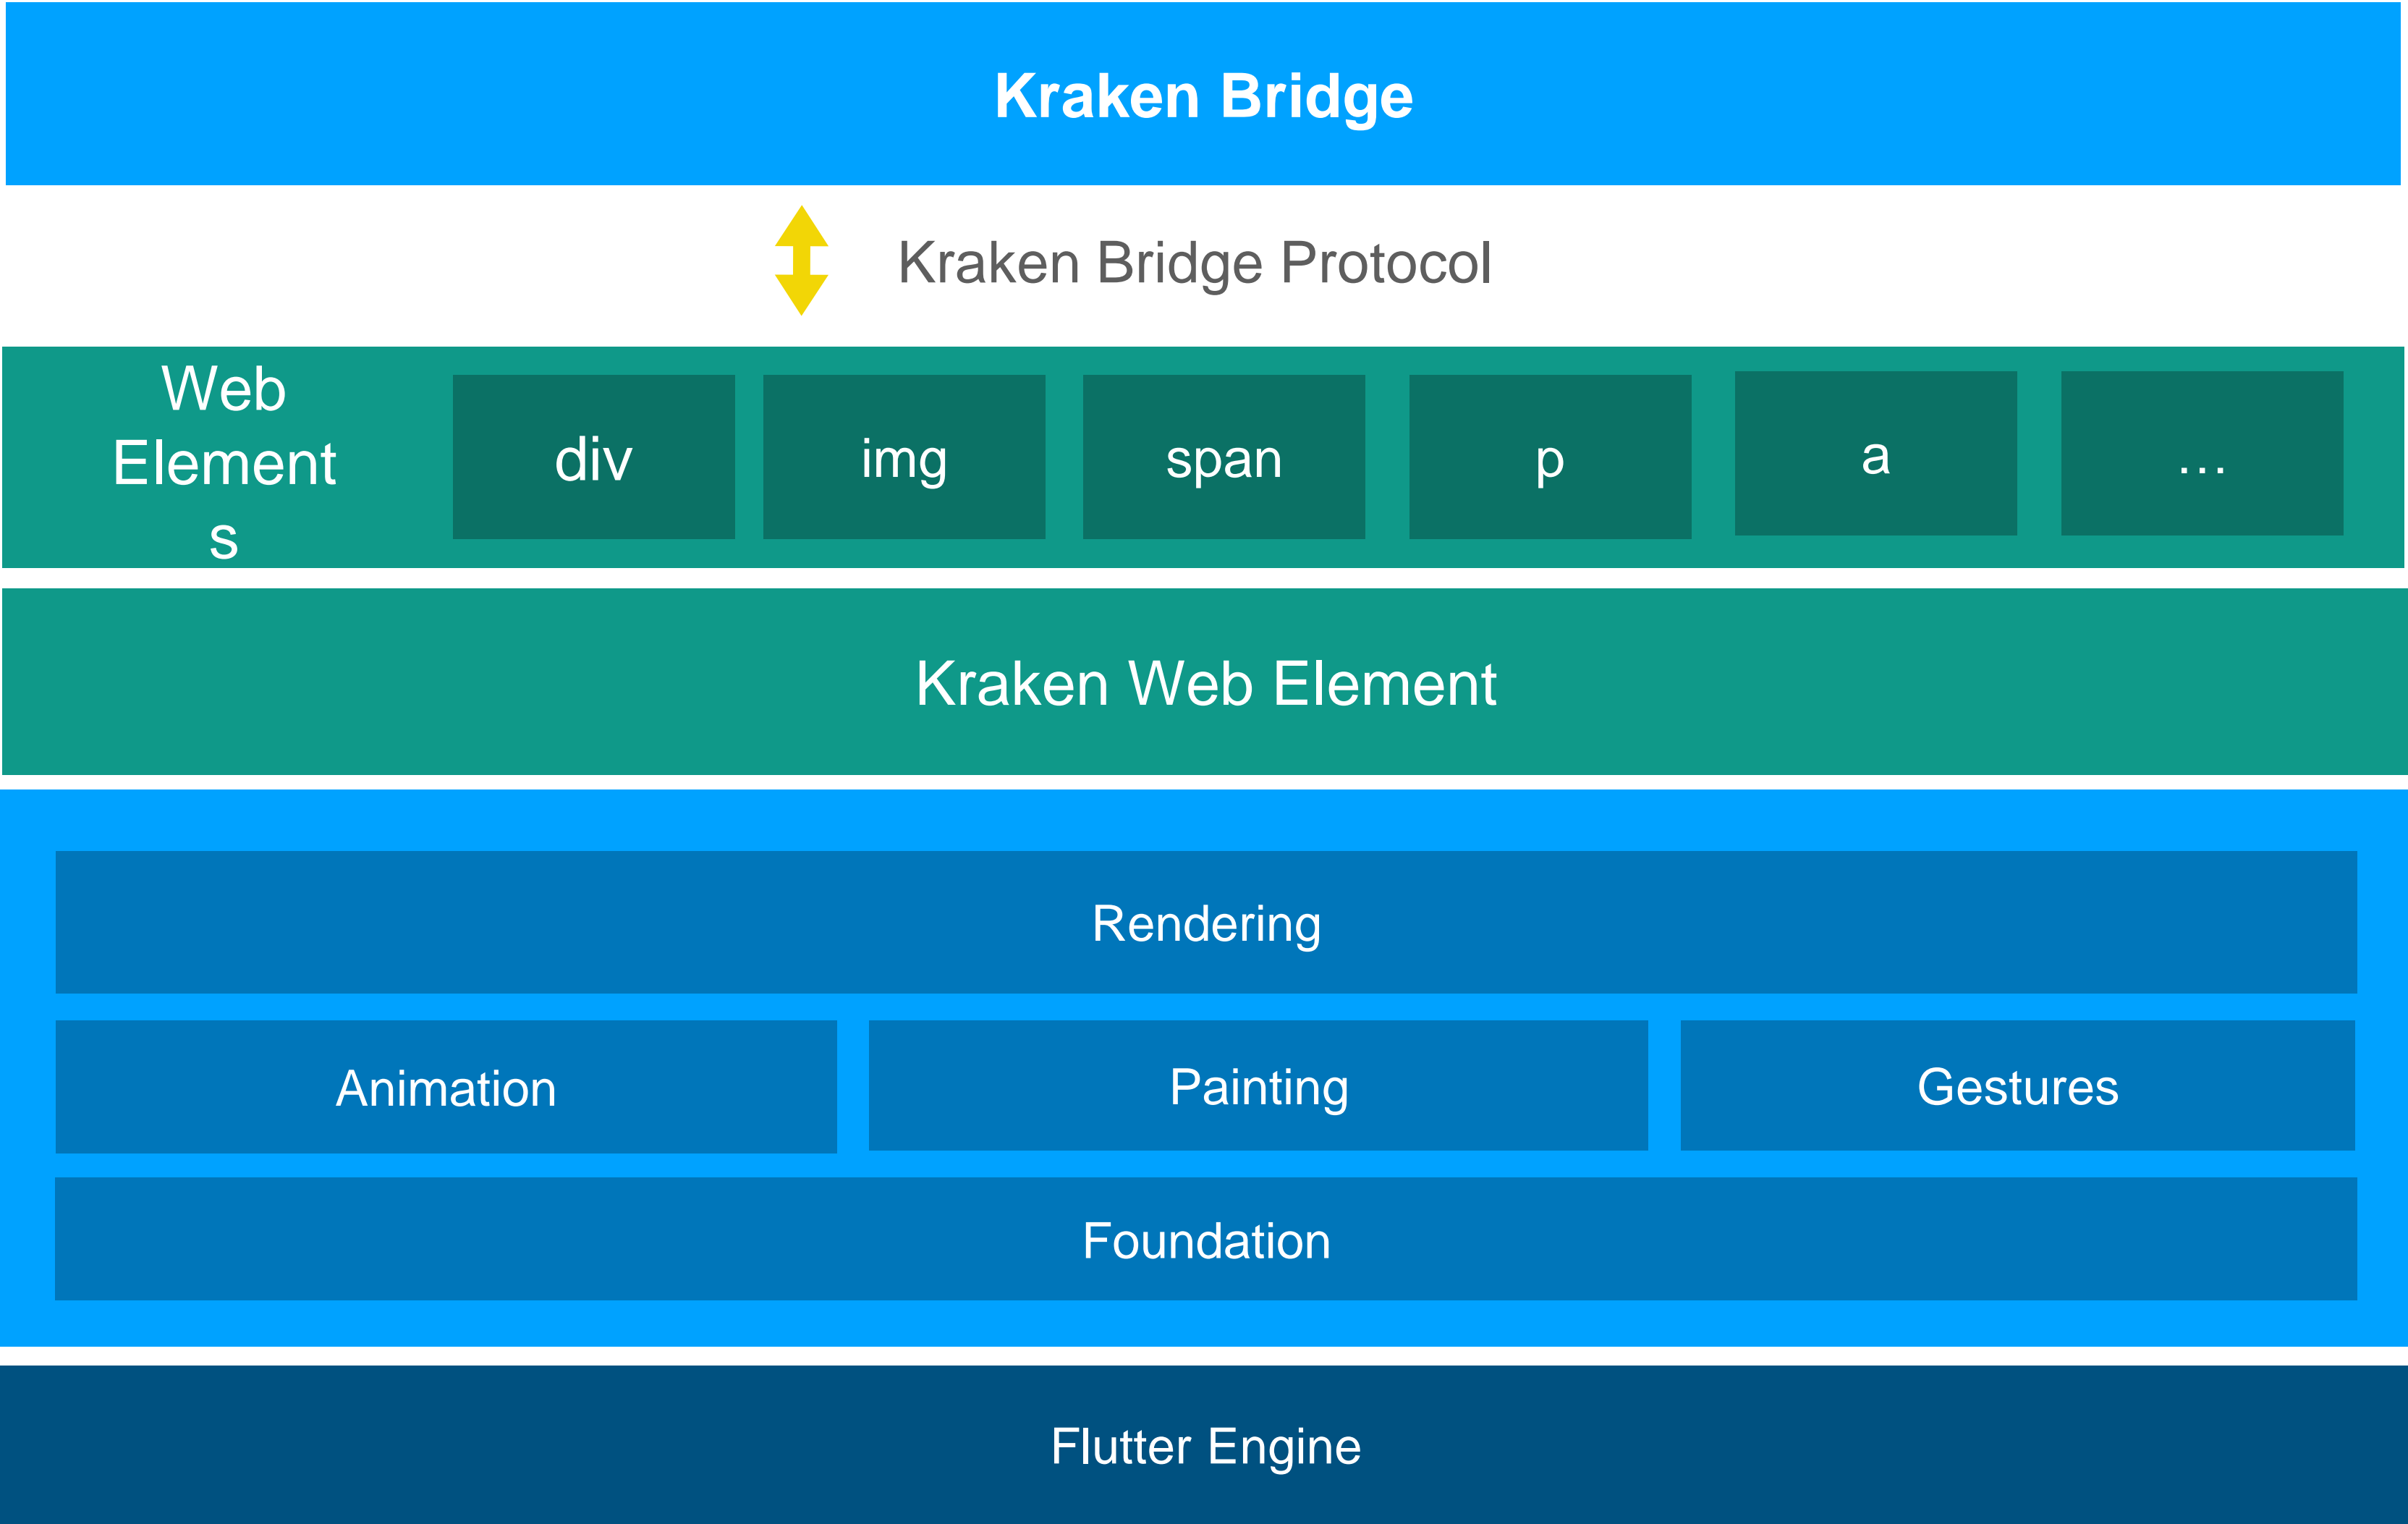 Kraken Bridge
Kraken Bridge Protocol
Web
Element
s
div
img
span
p
a
...
Kraken Web Element
Rendering
Animation
Painting
Gestures
Foundation
Flutter Engine